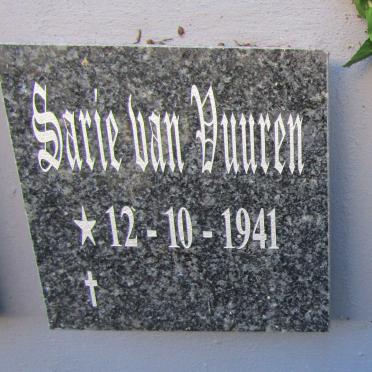 Sarie van Vuuren
★ 12 - 10 - 1941
✝